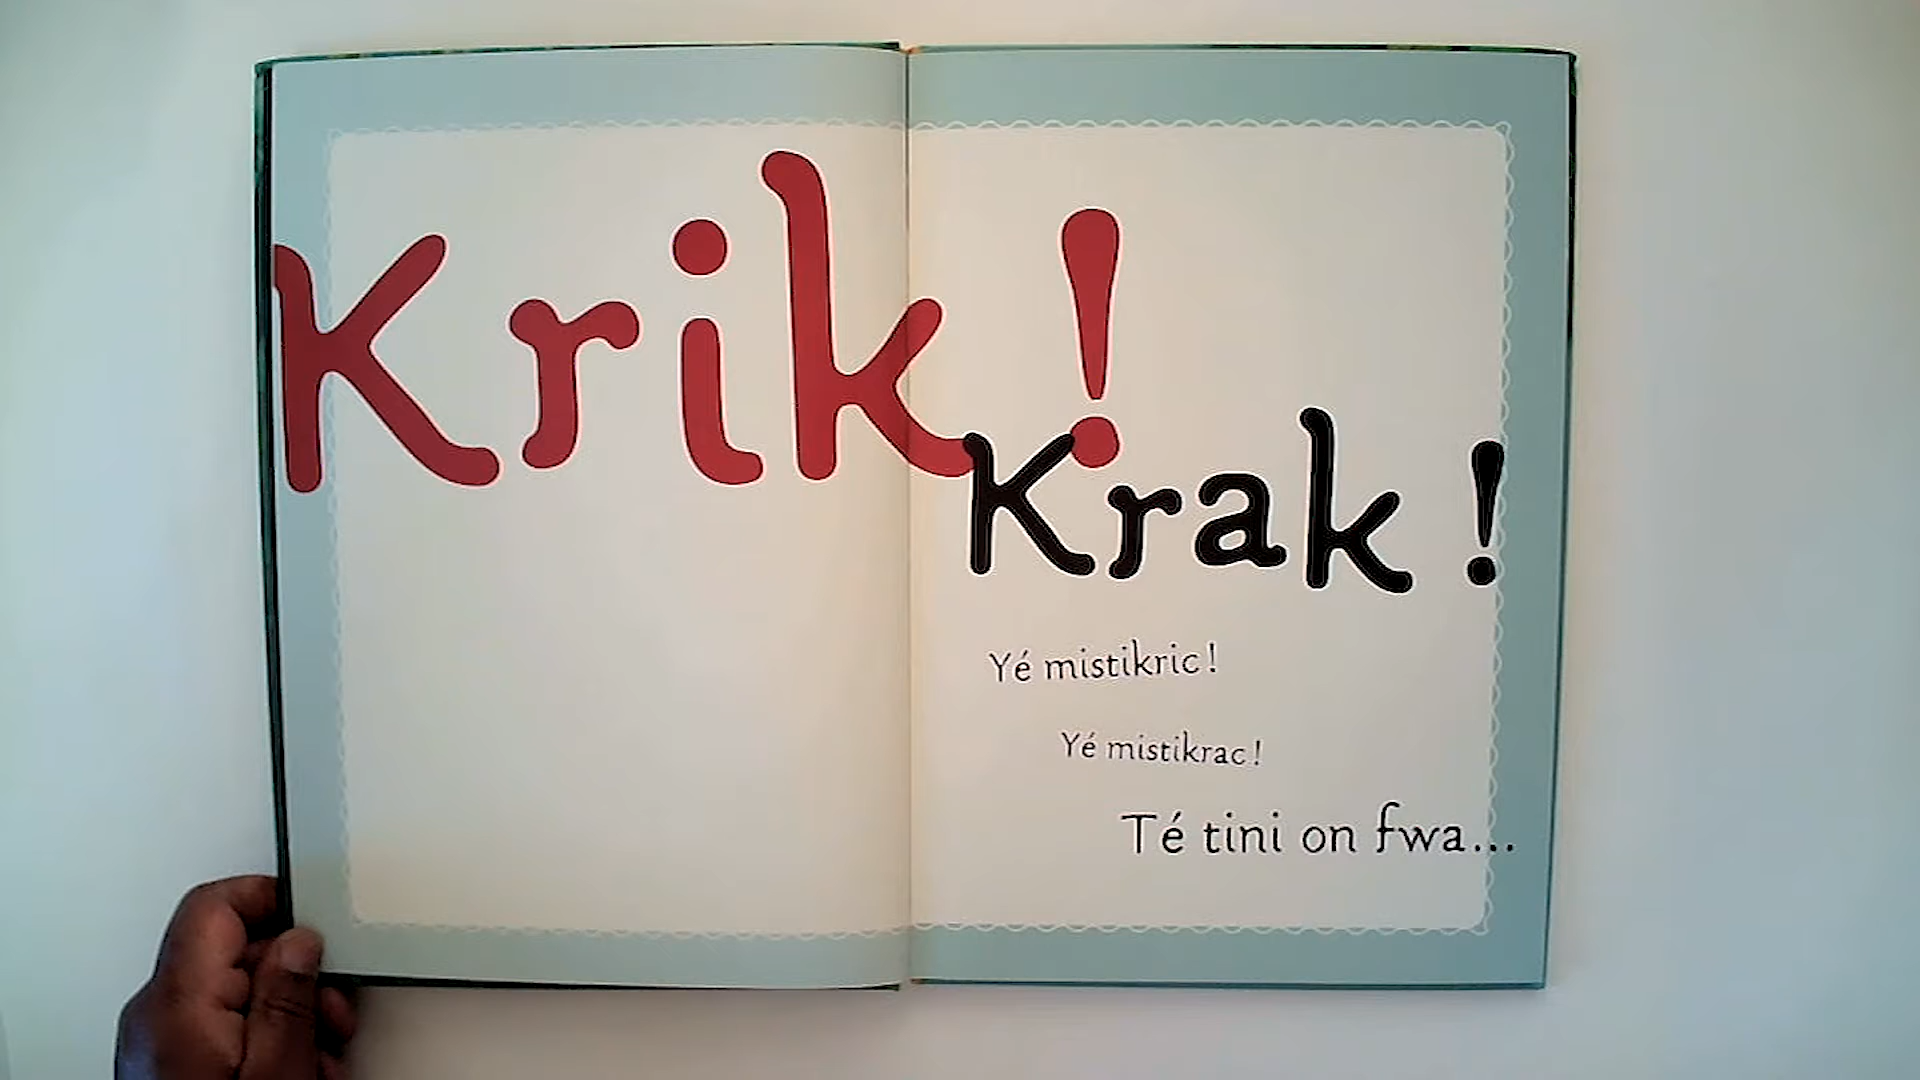 Krik !
Krak !
Yé mistikric !
Yé mistikrac !
Té tini on fwa...